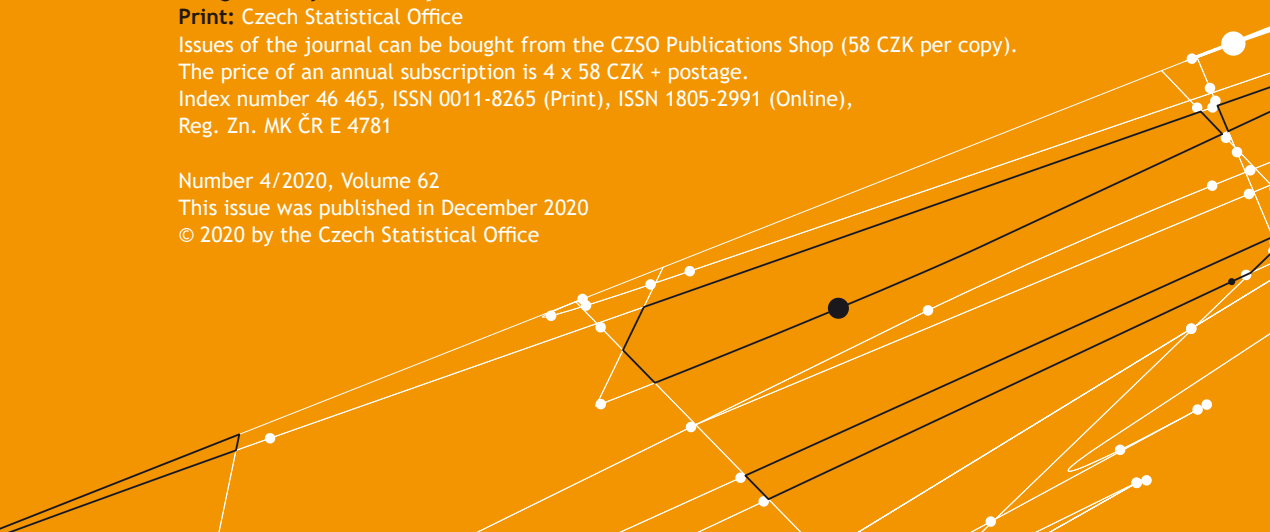 Print: Czech Statistical Office
Issues of the journal can be bought from the CZSO Publications Shop (58 CZK per copy).
The price of an annual subscription is 4 x 58 CZK + postage.
Index number 46 465, ISSN 0011-8265 (Print), ISSN 1805-2991 (Online),
Reg. Zn. MK ČR E 4781
Number 4/2020, Volume 62
This issue was published in December 2020
© 2020 by the Czech Statistical Office